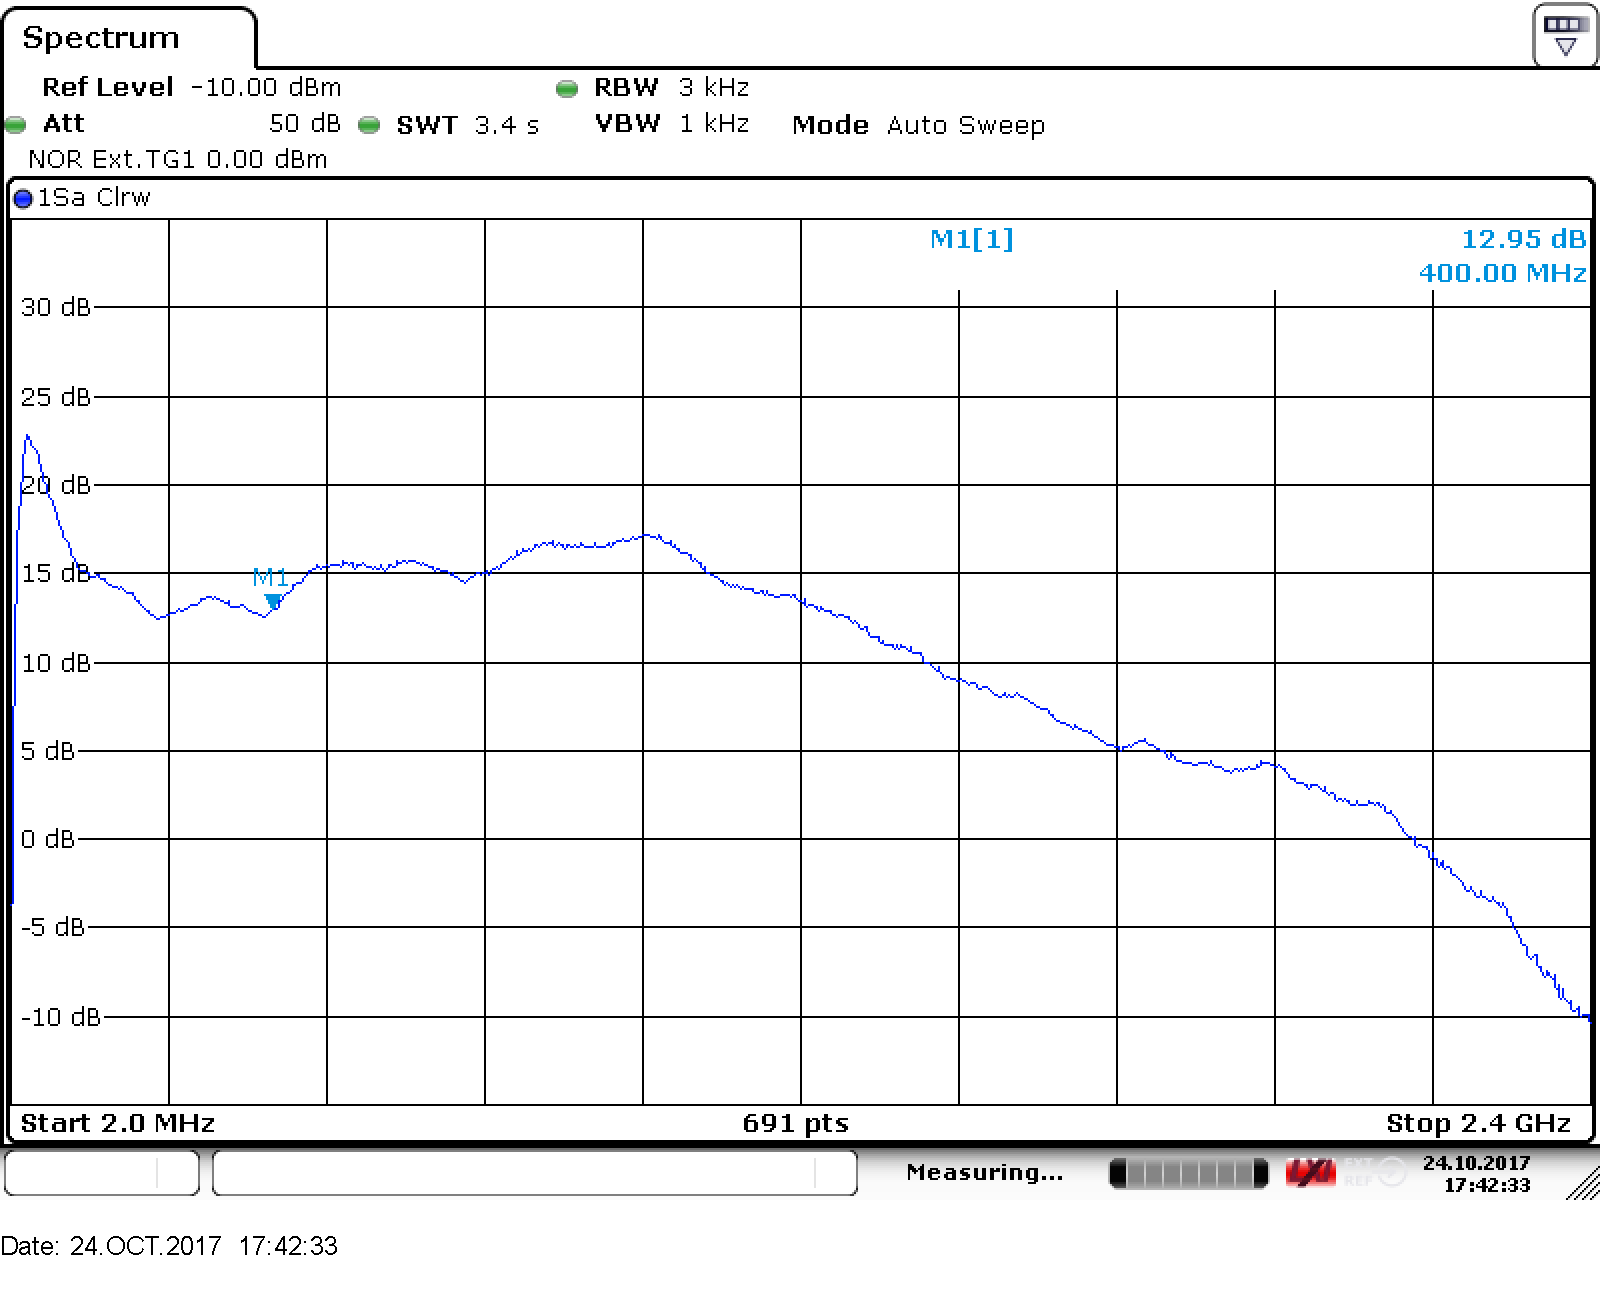 Spectrum
Ref Level -10.00 dBm RBW 3 kHz
Att 50 dB SWT 3.4 s VBW 1 kHz Mode Auto Sweep
NOR Ext.TG1 0.00 dBm
1Sa Clrw
M1[1] 12.95 dB
400.00 MHz
30 dB
25 dB
20 dB
15 dB
M1
10 dB
5 dB
0 dB
-5 dB
-10 dB
Start 2.0 MHz 691 pts Stop 2.4 GHz
Measuring... LXI EXT REF 24.10.2017
17:42:33
Date: 24.OCT.2017 17:42:33